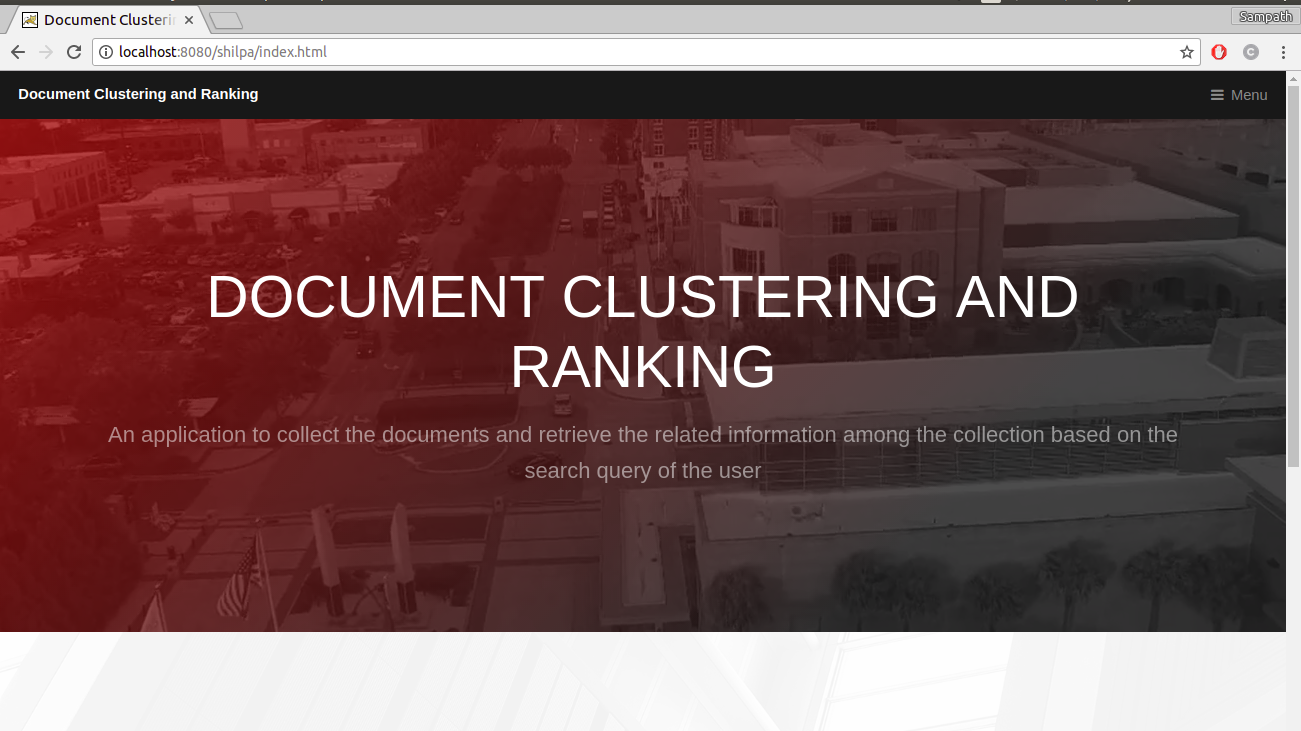 Document Clusterin
Sampath
localhost:8080/shilpa/index.html
Document Clustering and Ranking
Menu
DOCUMENT CLUSTERING AND
RANKING
An application to collect the documents and retrieve the related information among the collection based on the
search query of the user